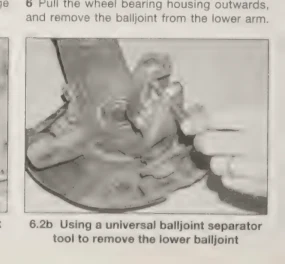 ge
6 Pull the wheel bearing housing outwards,
and remove the balljoint from the lower arm.
6.2b Using a universal balljoint separator
tool to remove the lower balljoint